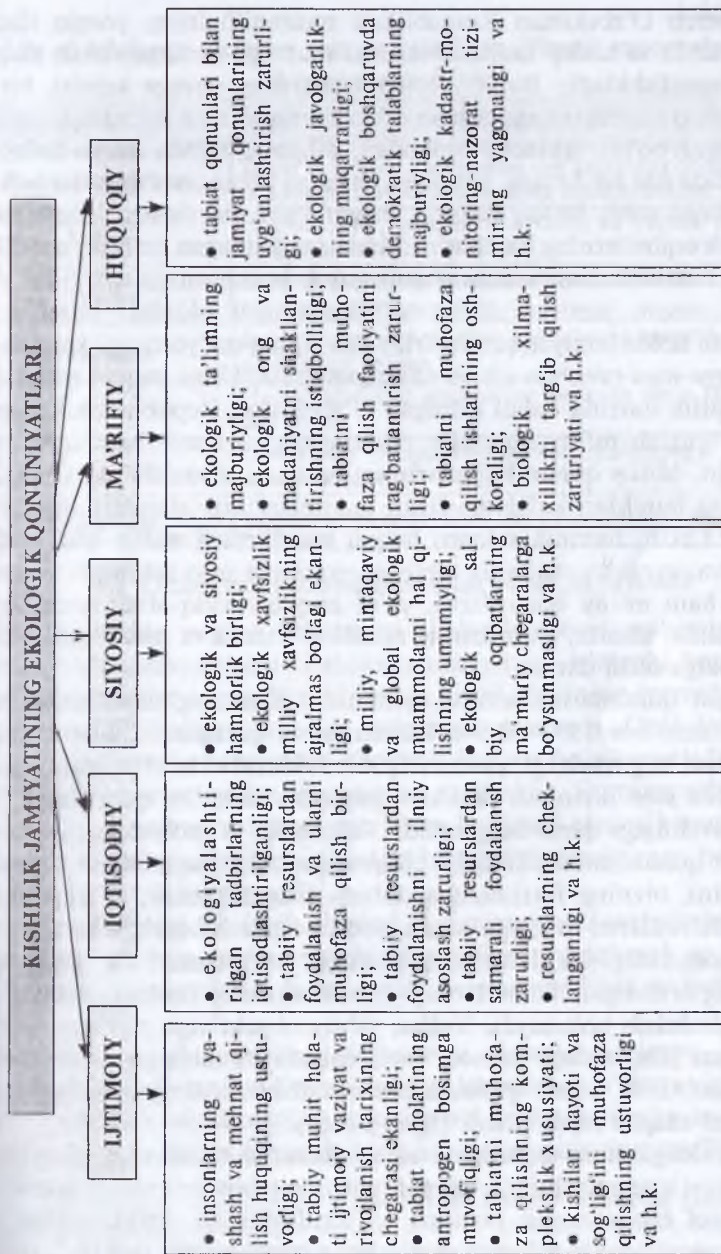 KISHILIK JAMIYATINING EKOLOGIK QONUNIYATLARI
IJTIMOIY
• insonlarning ya-
shash va mehnat qi-
lish huquqining ustu-
vorligi;
• tabiiy muhit hola-
ti ijtimoiy vaziyat va
rivojlanish tarixining
chegarasi ekanligi;
• tabiat holatining
antropogen bosimga
muvofiqligi;
• tabiatni muhofa-
za qilishning kom-
plekslik xususiyati;
• kishilar hayoti va
sog'lig'ini muhofaza
qilishning ustuvorligi
va h.k.
IQTISODIY
• ekologiyalashti-
rilgan tadbirlarning
iqtisodlashtirilganligi;
• tabiiy resurslardan
foydalanish va ularni
muhofaza qilish bir-
ligi;
• tabiiy resurslardan
foydalanishni ilmiy
asoslash zarurligi;
• tabiiy resurslardan
samarali foydalanish
zarurligi;
• resurslarning chek-
langanligi va h.k.
SIYOSIY
• ekologik va siyosiy
hamkorlik birligi;
• ekologik xavfsizlik
milliy xavfsizlikning
ajralmas bo'lagi ekan-
ligi;
• milliy, mintaqaviy
va global ekologik
muammolarni hal qi-
lishning umumiyligi;
• ekologik sal-
biy oqibatlarning
ma'muriy chegaralarga
bo'ysunmasligi va h.k.
MARIFIY
• ekologik ta'limning
majburiyligi;
• ekologik ong va
madaniyatni shakllan-
tirishning istiqbolliligi;
• tabiatni muho-
faza qilish faoliyatini
rag'batlantirish zarur-
ligi;
• tabiatni muhofaza
qilish ishlarining osh-
koraligi;
• biologik xilma-
xillikni targ'ib qilish
zaruriyati va h.k.
HUQUQIY
• tabiat qonunlari bilan
jamiyat qonunlarining
uyg'unlashtirish zarurli-
gi;
• ekologik javobgarlik-
ning muqarrarligi;
• ekologik boshqaruvda
demokratik talablarning
majburiyligi;
• ekologik kadastr-mo-
nitoring-nazorat tizi-
mining yagonaligi va
h.k.